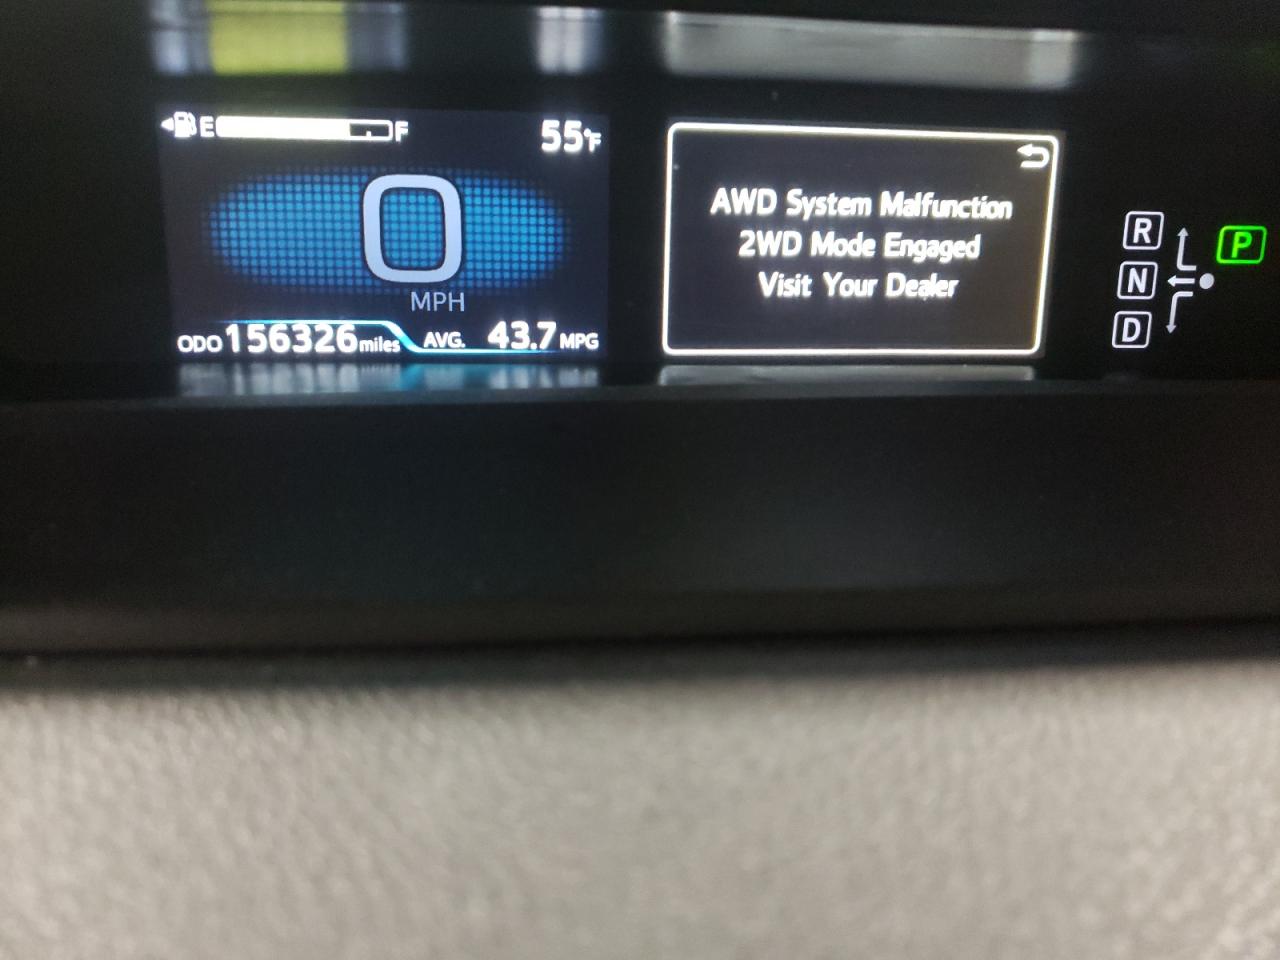 E F 55°F
0
MPH
ODO 156326 miles AVG. 43.7 MPG
AWD System Malfunction
2WD Mode Engaged
Visit Your Dealer
R
P
N
D